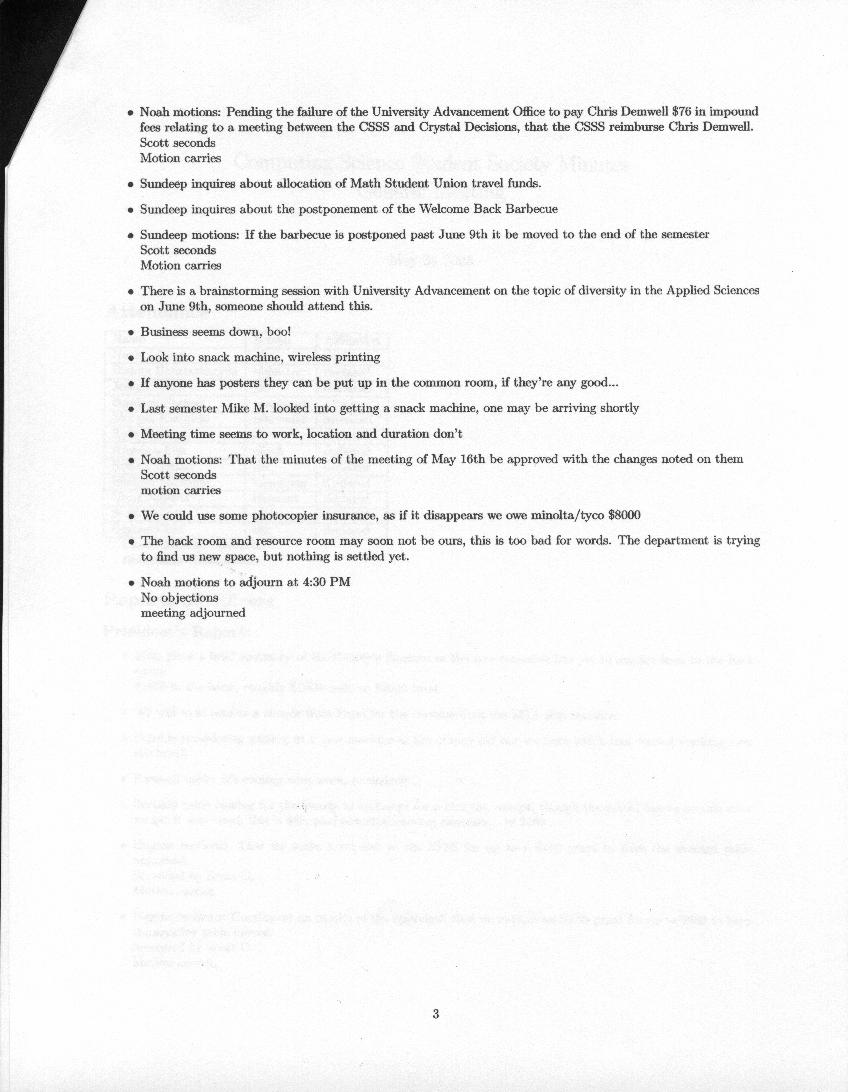 • Noah motions: Pending the failure of the University Advancement Office to pay Chris Demwell $76 in impound
fees relating to a meeting between the CSSS and Crystal Decisions, that the CSSS reimburse Chris Demwell.
Scott seconds
Motion carries
• Sundeep inquires about allocation of Math Student Union travel funds.
• Sundeep inquires about the postponement of the Welcome Back Barbecue
• Sundeep motions: If the barbecue is postponed past June 9th it be moved to the end of the semester
Scott seconds
Motion carries
• There is a brainstorming session with University Advancement on the topic of diversity in the Applied Sciences
on June 9th, someone should attend this.
• Business seems down, boo!
• Look into snack machine, wireless printing
• If anyone has posters they can be put up in the common room, if they're any good...
• Last semester Mike M. looked into getting a snack machine, one may be arriving shortly
• Meeting time seems to work, location and duration don't
• Noah motions: That the minutes of the meeting of May 16th be approved with the changes noted on them
Scott seconds
motion carries
• We could use some photocopier insurance, as if it disappears we owe minolta/tyco $8000
• The back room and resource room may soon not be ours, this is too bad for words. The department is trying
to find us new space, but nothing is settled yet.
• Noah motions to adjourn at 4:30 PM
No objections
meeting adjourned
3